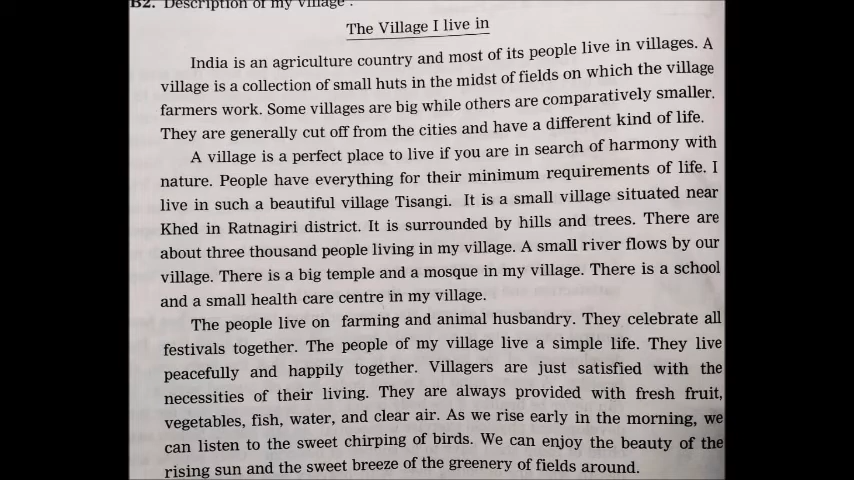 B2. Description of my village .
The Village I live in
India is an agriculture country and most of its people live in villages. A
village is a collection of small huts in the midst of fields on which the village
farmers work. Some villages are big while others are comparatively smaller.
They are generally cut off from the cities and have a different kind of life.
A village is a perfect place to live if you are in search of harmony with
nature. People have everything for their minimum requirements of life. I
live in such a beautiful village Tisangi. It is a small village situated near
Khed in Ratnagiri district. It is surrounded by hills and trees. There are
about three thousand people living in my village. A small river flows by our
village. There is a big temple and a mosque in my village. There is a school
and a small health care centre in my village.
The people live on farming and animal husbandry. They celebrate all
festivals together. The people of my village live a simple life. They live
peacefully and happily together. Villagers are just satisfied with the
necessities of their living. They are always provided with fresh fruit,
vegetables, fish, water, and clear air. As we rise early in the morning, we
can listen to the sweet chirping of birds. We can enjoy the beauty of the
rising sun and the sweet breeze of the greenery of fields around.